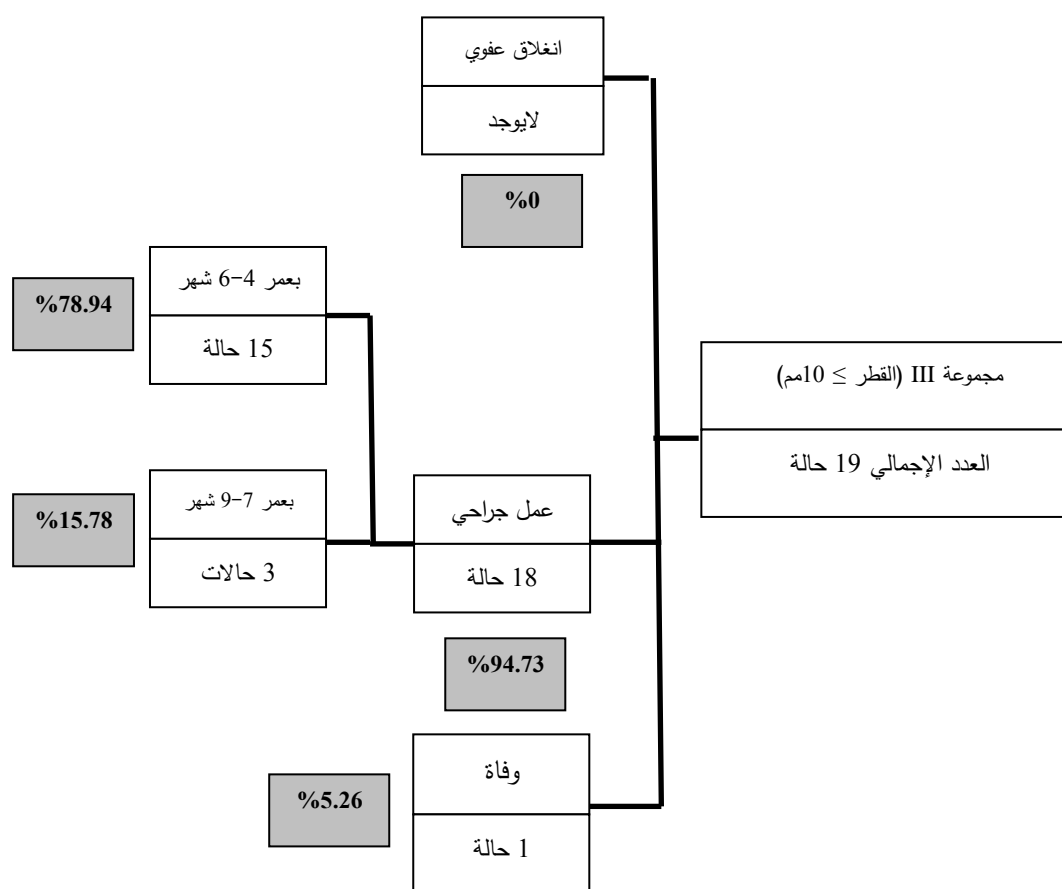 انغلاق عفوي
لايوجد
%0
بعمر 4-6 شهر
15 حالة
%78.94
مجموعة III (القطر ≥ 10مم)
العدد الإجمالي 19 حالة
بعمر 7-9 شهر
3 حالات
%15.78
عمل جراحي
18 حالة
%94.73
وفاة
1 حالة
%5.26